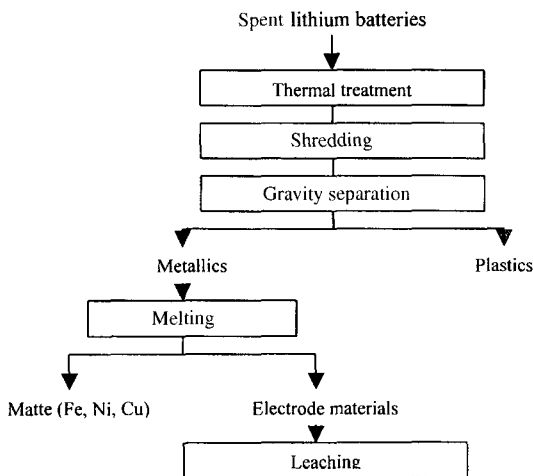 Spent lithium batteries
Thermal treatment
Shredding
Gravity separation
Metallics
Plastics
Melting
Matte (Fe, Ni, Cu)
Electrode materials
Leaching